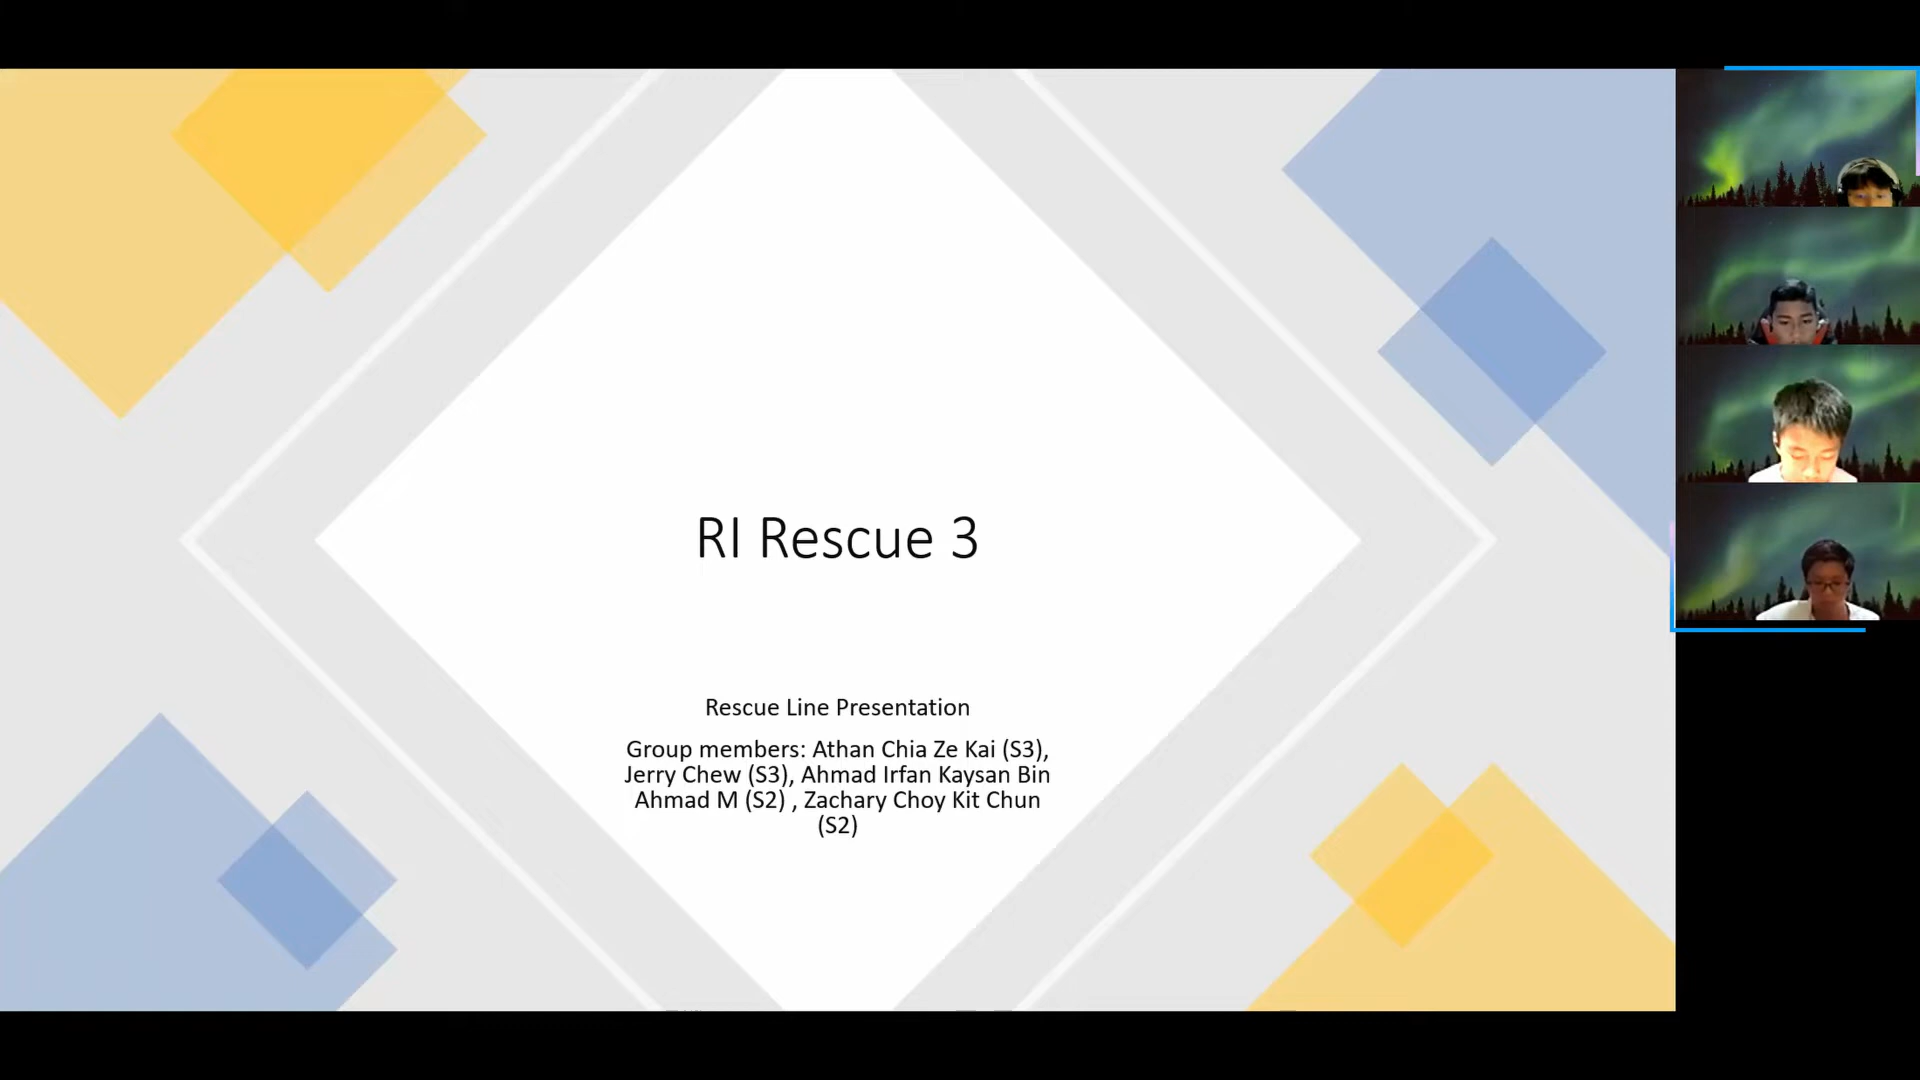 RI Rescue 3
Rescue Line Presentation
Group members: Athan Chia Ze Kai (S3),
Jerry Chew (S3), Ahmad Irfan Kaysan Bin
Ahmad M (S2) , Zachary Choy Kit Chun
(S2)